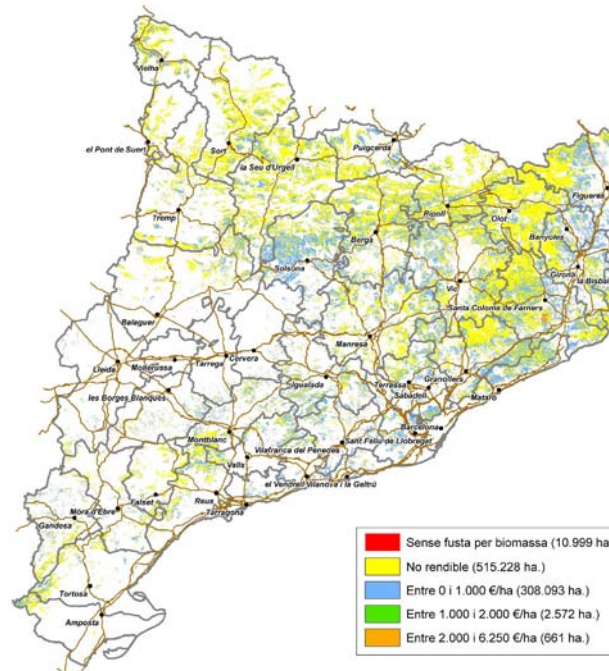 Vielha
el Pont de Suert
Sort
la Seu d'Urgell
Puigcerdà
Figueres
Tremp
Berga
Ripoll
Olot
Banyoles
Solsona
Girona
la Bisbal
Vic
Santa Coloma de Farners
Balaguer
Manresa
Cervera
Lleida
Mollerussa
Tàrrega
Igualada
Terrassa
Granollers
Sabadell
Mataró
les Borges Blanques
Barcelona
Montblanc
Sant Feliu de Llobregat
Vilafranca del Penedès
Valls
el Vendrell
Vilanova i la Geltrú
Falset
Reus
Móra d'Ebre
Tarragona
Gandesa
Tortosa
Amposta
Sense fusta per biomassa (10.999 ha
No rendible (515.228 ha.)
Entre 0 i 1.000 €/ha (308.093 ha.)
Entre 1.000 i 2.000 €/ha (2.572 ha.)
Entre 2.000 i 6.250 €/ha (661 ha.)